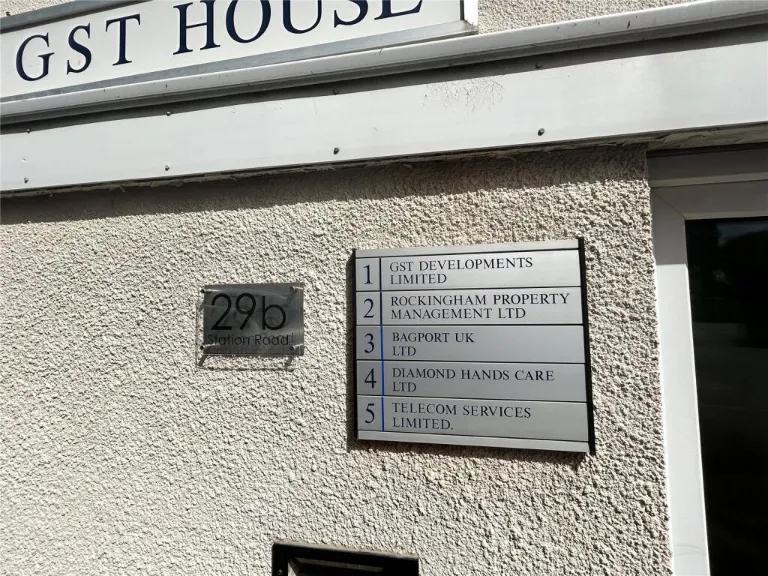 GST HOUSE
29b
Station Road
1 GST DEVELOPMENTS
LIMITED
2 ROCKINGHAM PROPERTY
MANAGEMENT LTD
3 BAGPORT UK
LTD
4 DIAMOND HANDS CARE
LTD
5 TELECOM SERVICES
LIMITED.